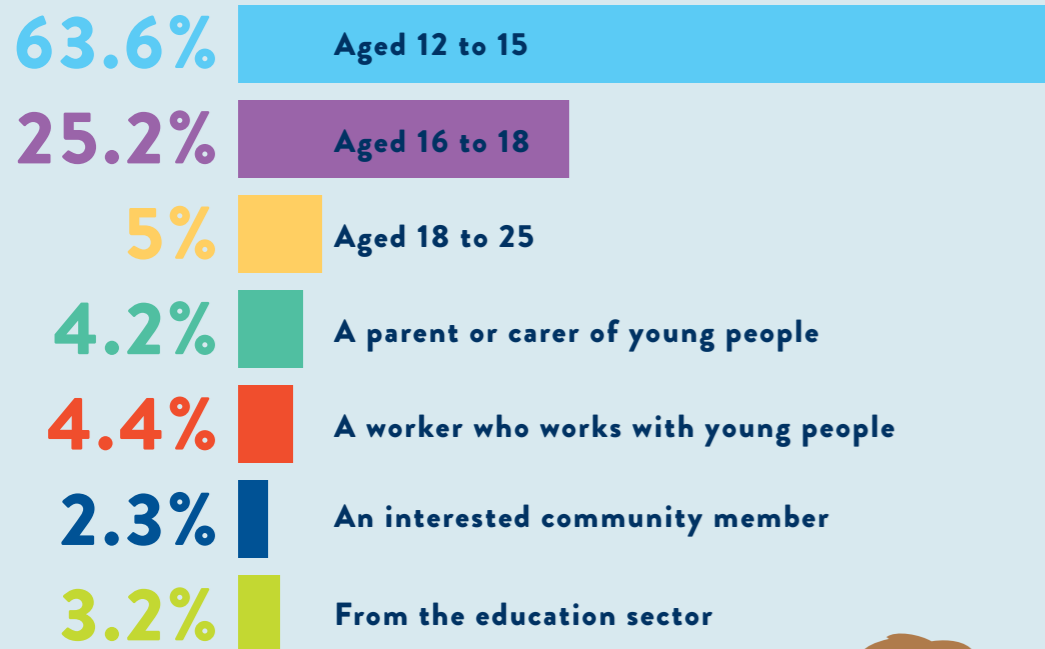 63.6% Aged 12 to 15
25.2% Aged 16 to 18
5% Aged 18 to 25
4.2% A parent or carer of young people
4.4% A worker who works with young people
2.3% An interested community member
3.2% From the education sector